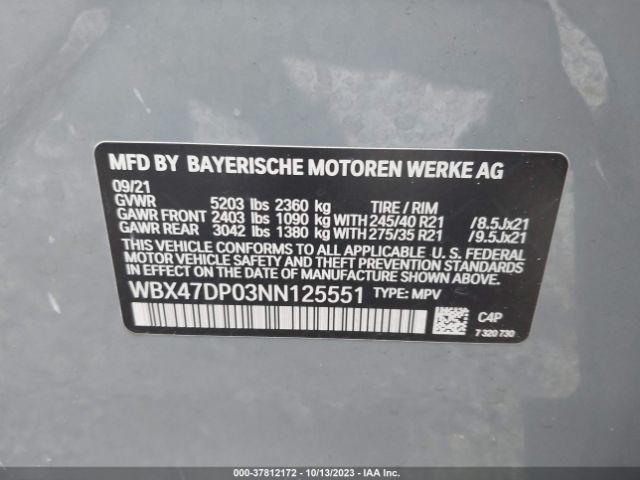 MFD BY BAYERISCHE MOTOREN WERKE AG
09/21
GVWR 5203 lbs 2360 kg TIRE / RIM
GAWR FRONT 2403 lbs 1090 kg WITH 245/40 R21 /8.5Jx21
GAWR REAR 3042 lbs 1380 kg WITH 275/35 R21 /9.5Jx21
THIS VEHICLE CONFORMS TO ALL APPLICABLE U. S. FEDERAL
MOTOR VEHICLE SAFETY, BUMPER, AND THEFT PREVENTION
STANDARDS IN EFFECT ON THE DATE OF MANUFACTURE SHOWN ABOVE.
WBX47DP03NN125551 TYPE: MPV
C4P
7 320 730
000-37812172 - 10/13/2023 - IAA Inc.